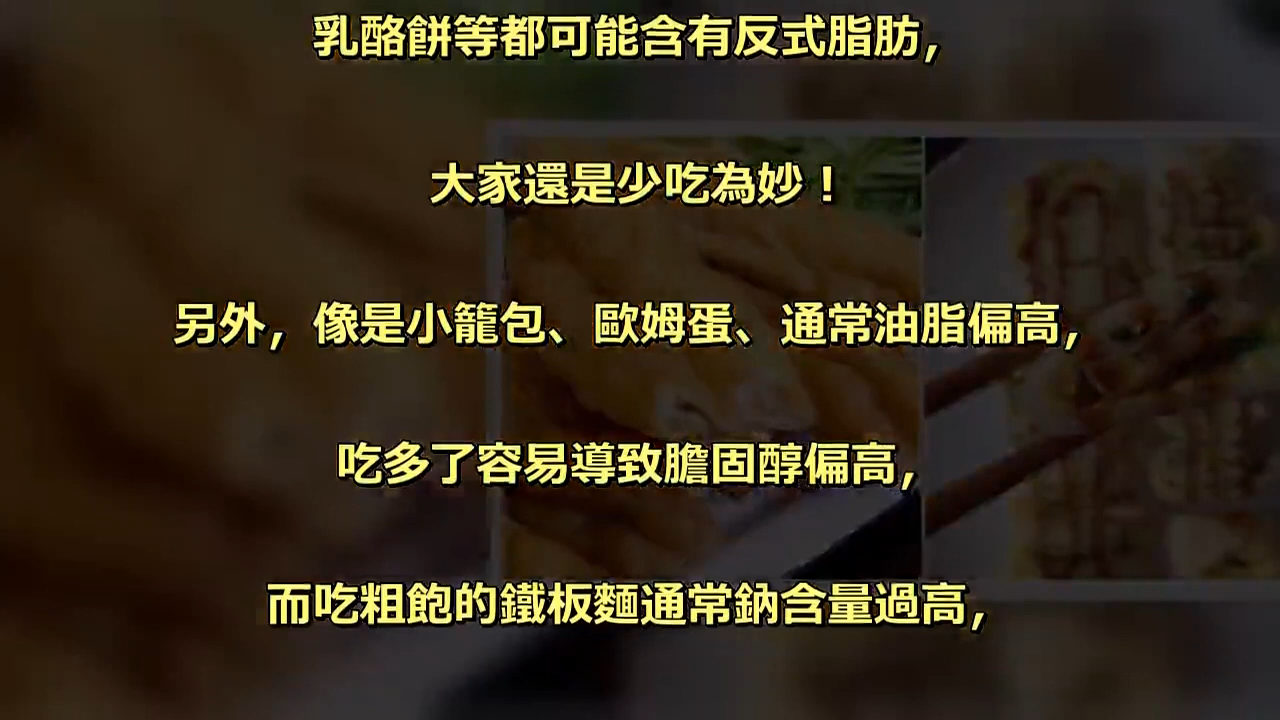 乳酪餅等都可能含有反式脂肪，
大家還是少吃為妙！
另外，像是小籠包、歐姆蛋、通常油脂偏高，
吃多了容易導致膽固醇偏高，
而吃粗飽的鐵板麵通常鈉含量過高，